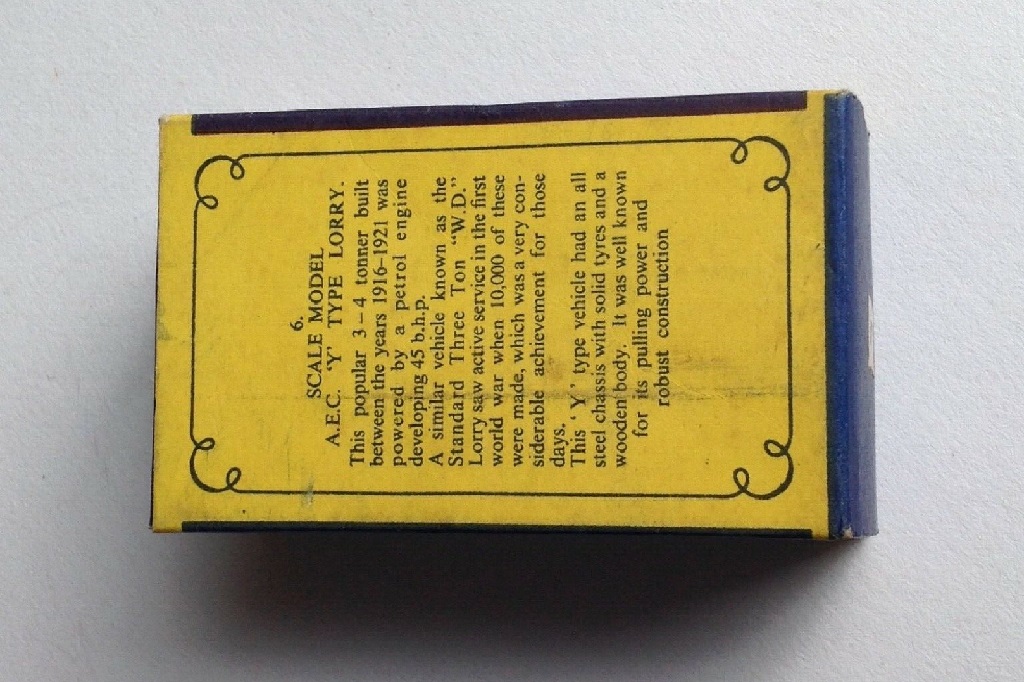 6.
SCALE MODEL
A.E.C. 'Y' TYPE LORRY.
This popular 3–4 tonner built
between the years 1916–1921 was
powered by a petrol engine
developing 45 b.h.p.
A similar vehicle known as the
Standard Three Ton "W.D."
Lorry saw active service in the first
world war when 10,000 of these
were made, which was a very con-
siderable achievement for those
days.
This 'Y' type vehicle had an all
steel chassis with solid tyres and a
wooden body. It was well known
for its pulling power and
robust construction